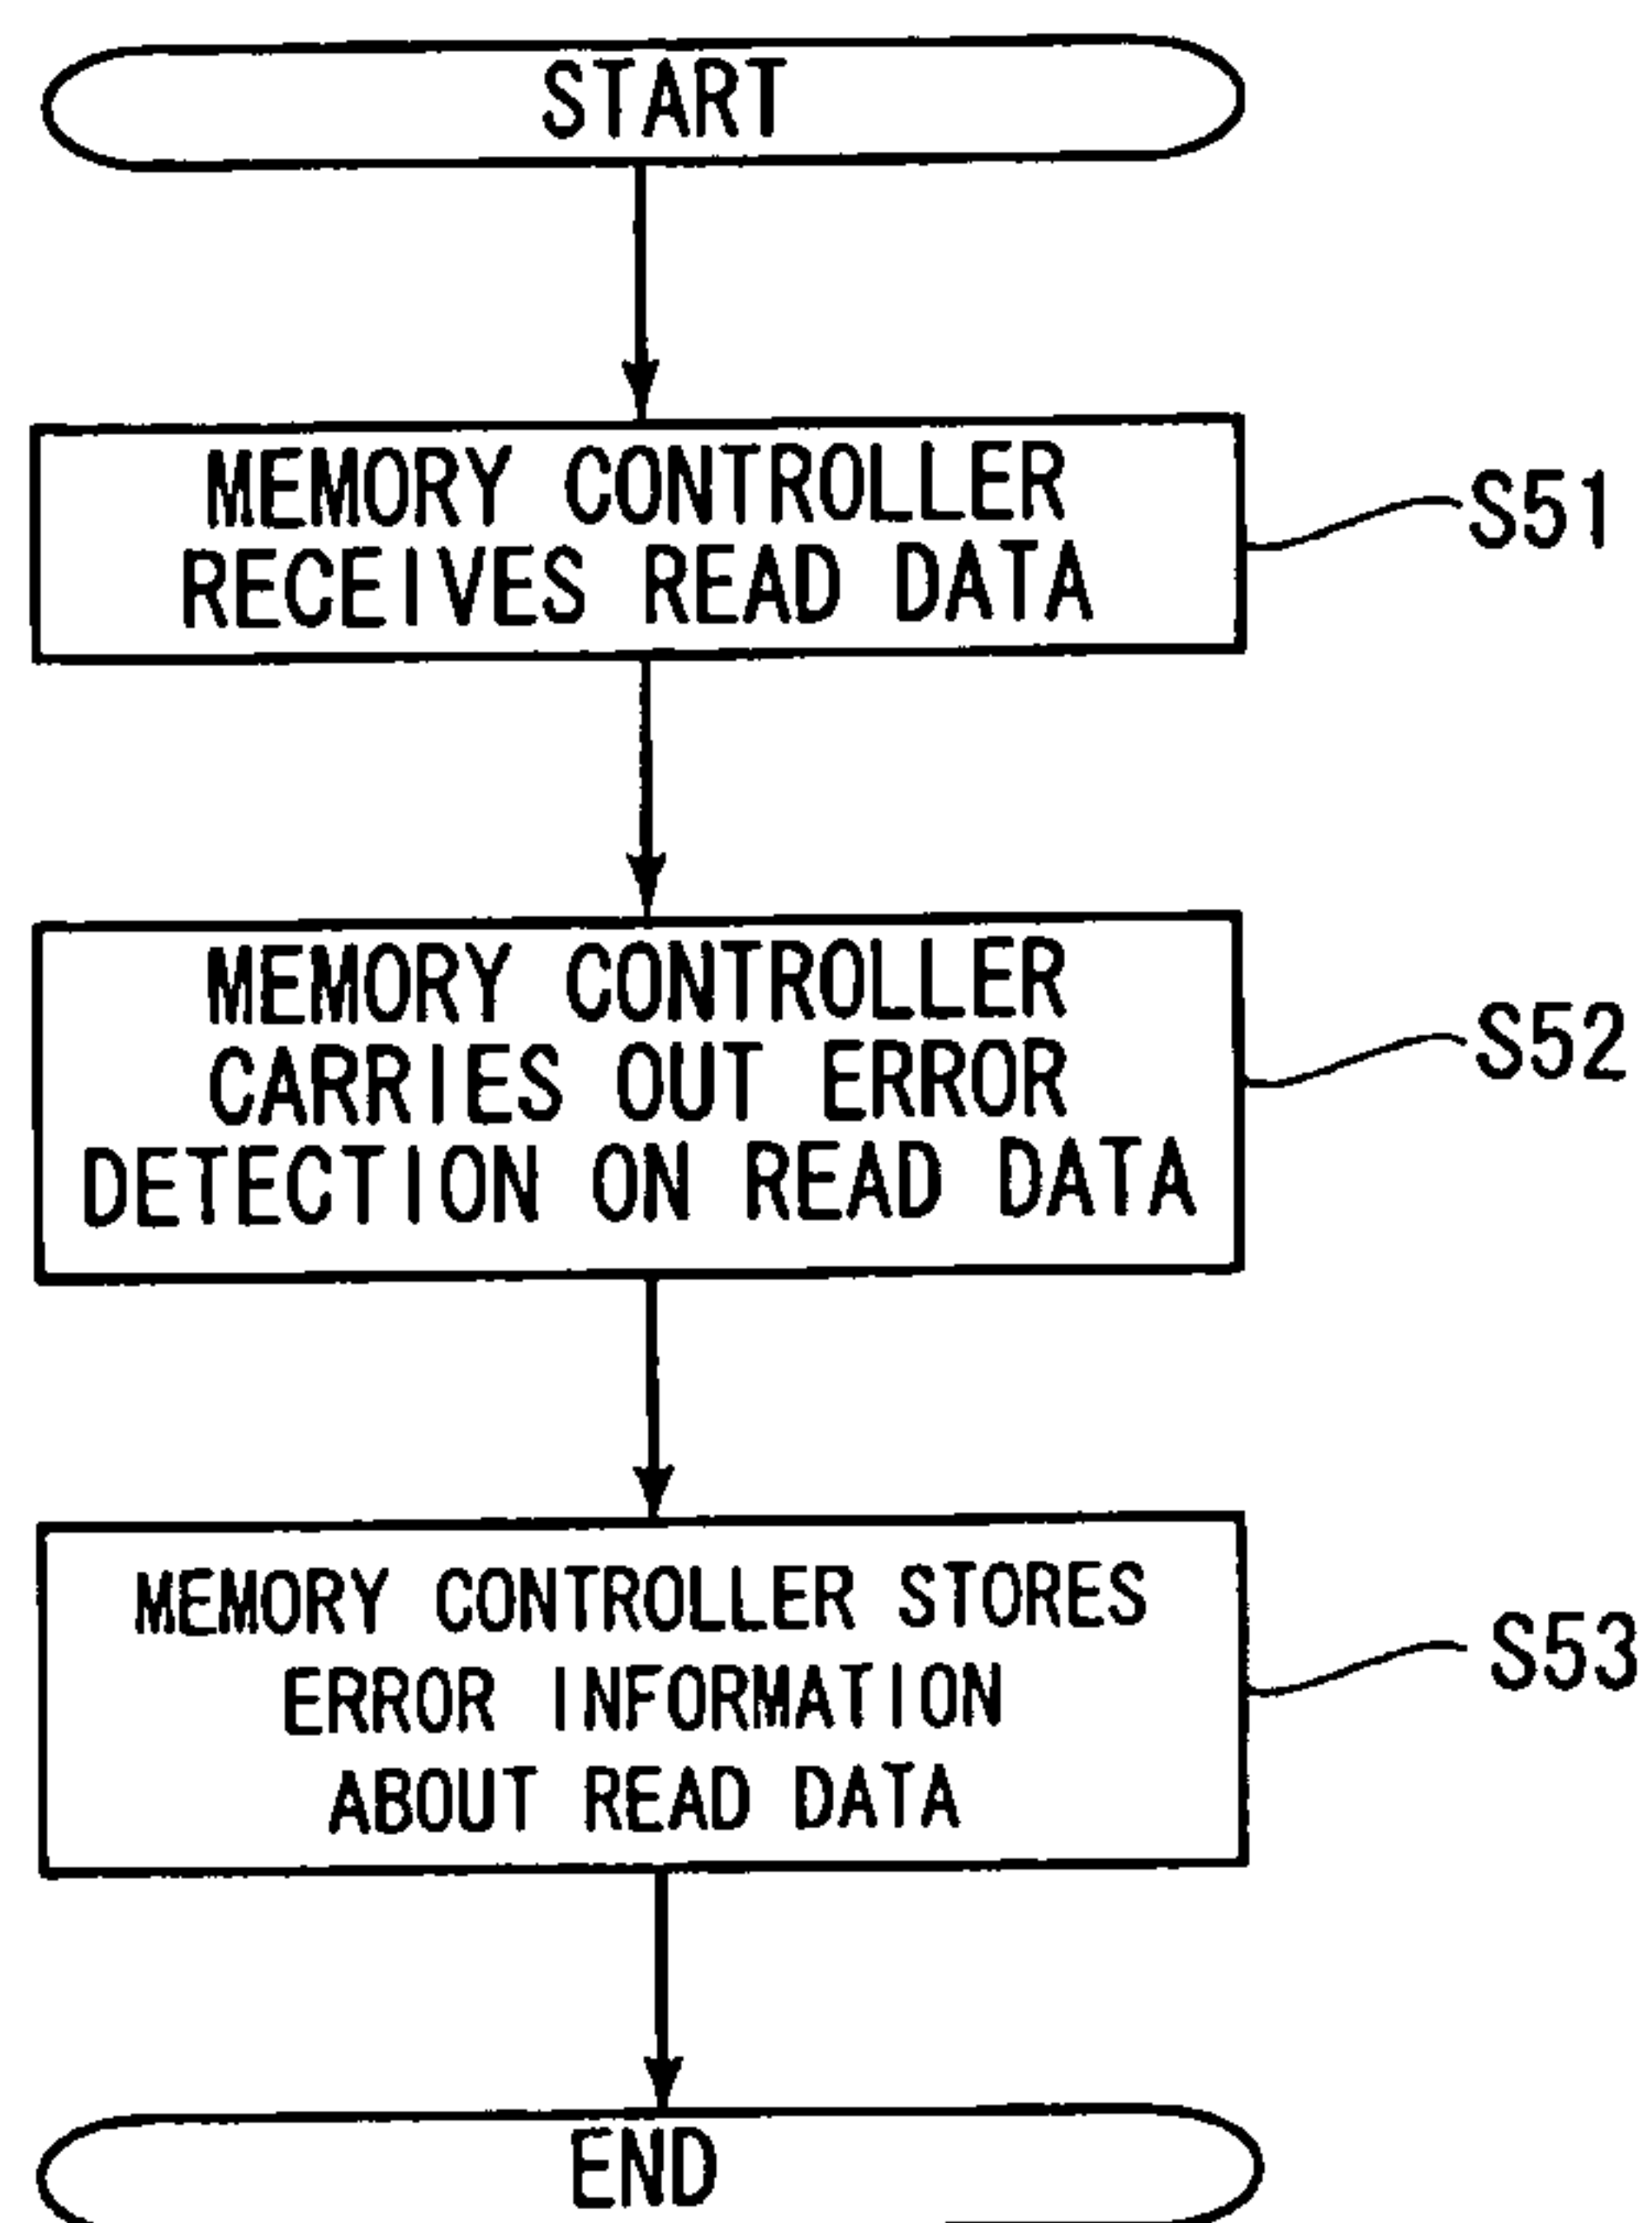 START
MEMORY CONTROLLER
RECEIVES READ DATA
S51
MEMORY CONTROLLER
CARRIES OUT ERROR
DETECTION ON READ DATA
S52
MEMORY CONTROLLER STORES
ERROR INFORMATION
ABOUT READ DATA
S53
END